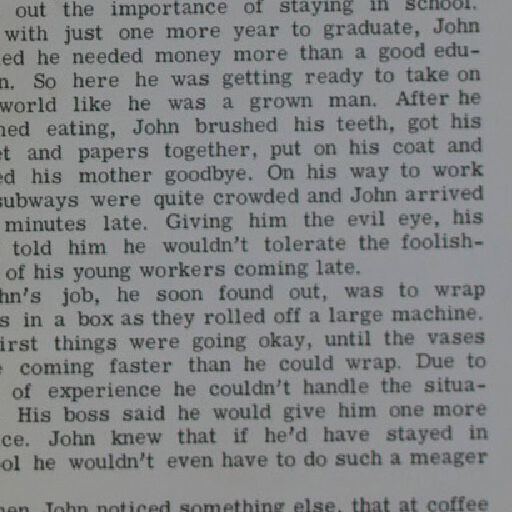 out the importance of staying in school.
with just one more year to graduate, John
ed he needed money more than a good edu-
n. So here he was getting ready to take on
world like he was a grown man. After he
ned eating, John brushed his teeth, got his
t and papers together, put on his coat and
ed his mother goodbye. On his way to work
subways were quite crowded and John arrived
minutes late. Giving him the evil eye, his
told him he wouldn't tolerate the foolish-
of his young workers coming late.
hn's job, he soon found out, was to wrap
s in a box as they rolled off a large machine.
irst things were going okay, until the vases
coming faster than he could wrap. Due to
of experience he couldn't handle the situa-
His boss said he would give him one more
ce. John knew that if he'd have stayed in
ol he wouldn't even have to do such a meager
en John noticed something else, that at coffee